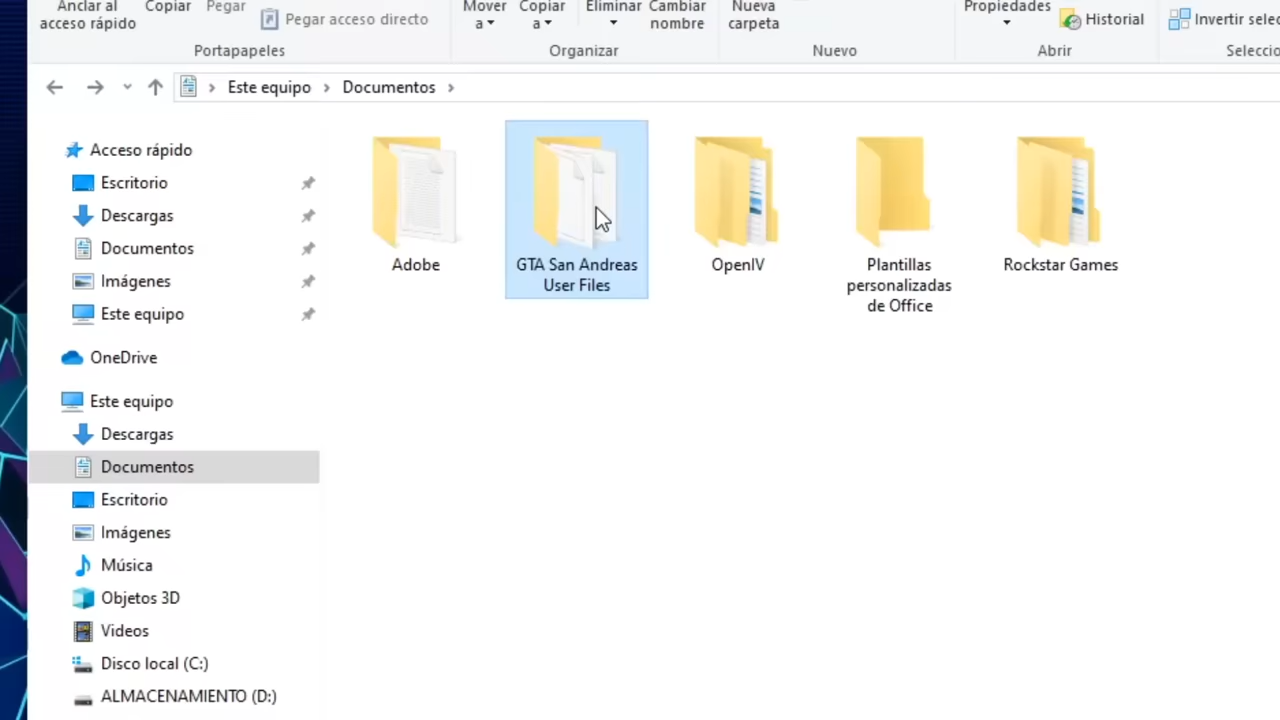 Anclar al
acceso rápido
Copiar
Pegar
Pegar acceso directo
Portapapeles
Mover
a
Copiar
a
Eliminar
Cambiar
nombre
Organizar
Nueva
carpeta
Nuevo
Propiedades
Historial
Abrir
Invertir selec
Seleccio
Este equipo > Documentos >
Acceso rápido
Escritorio
Descargas
Documentos
Imágenes
Este equipo
OneDrive
Este equipo
Descargas
Documentos
Escritorio
Imágenes
Música
Objetos 3D
Videos
Disco local (C:)
ALMACENAMIENTO (D:)
Adobe
GTA San Andreas
User Files
OpenIV
Plantillas
personalizadas
de Office
Rockstar Games